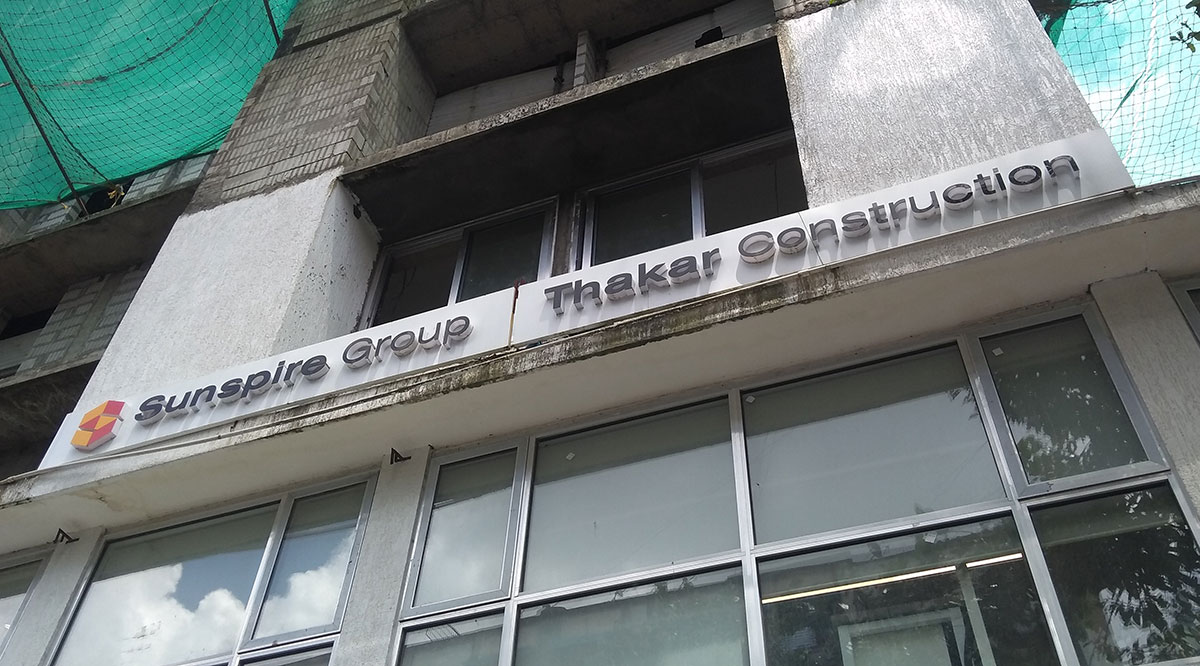 Sunspire Group
Thakar Construction